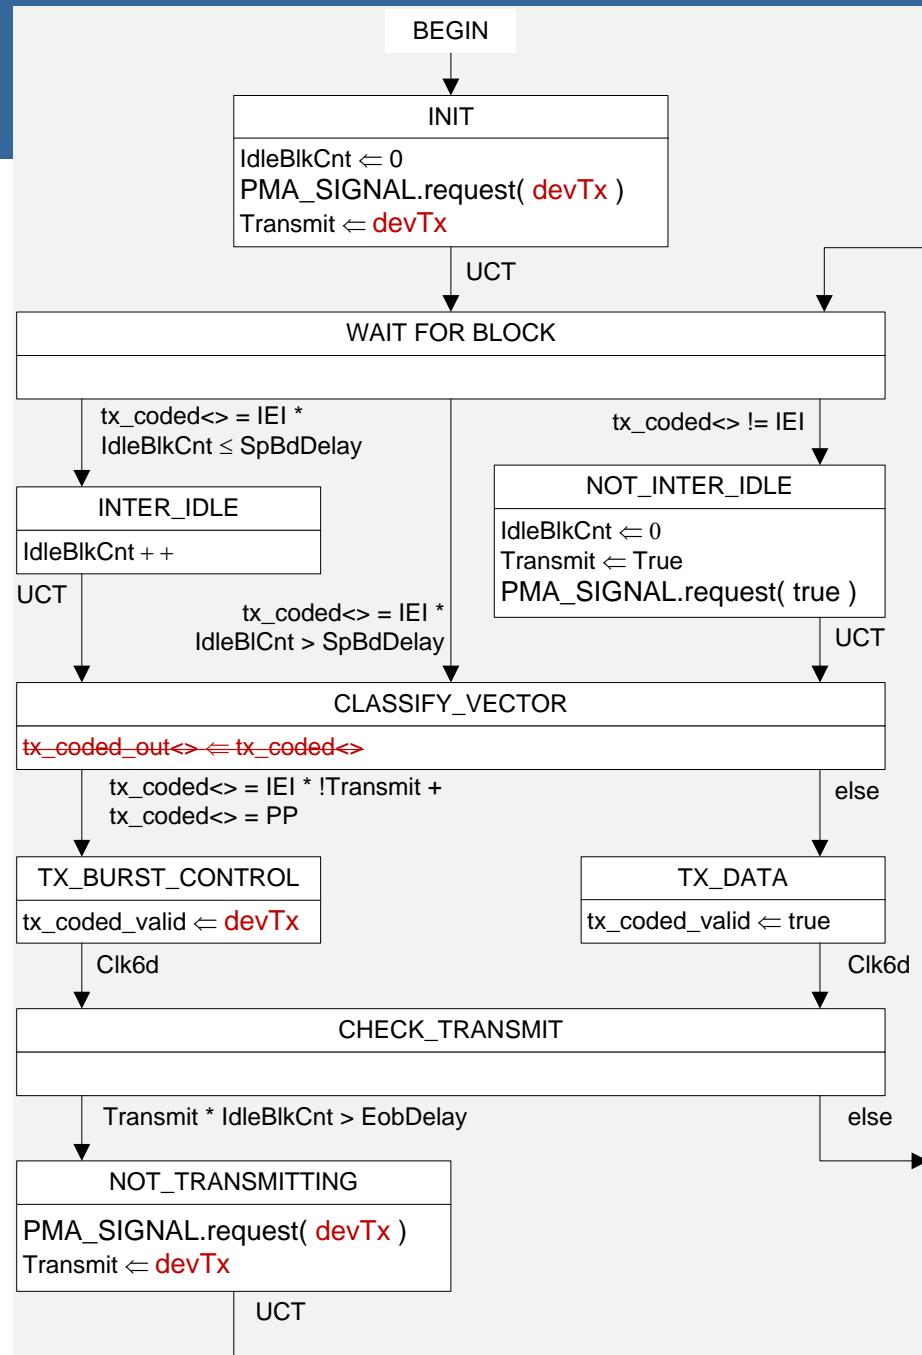 BEGIN
INIT
IdleBlkCnt ⇐ 0
PMA_SIGNAL.request( devTx )
Transmit ⇐ devTx
UCT
WAIT FOR BLOCK
tx_coded<> = IEI *
IdleBlkCnt ≤ SpBdDelay
tx_coded<> != IEI
INTER_IDLE
IdleBlkCnt + +
UCT
tx_coded<> = IEI *
IdleBlCnt > SpBdDelay
NOT_INTER_IDLE
IdleBlkCnt ⇐ 0
Transmit ⇐ True
PMA_SIGNAL.request( true )
UCT
CLASSIFY_VECTOR
tx_coded_out<> ⇐ tx_coded<>
tx_coded<> = IEI * !Transmit +
tx_coded<> = PP
else
TX_BURST_CONTROL
tx_coded_valid ⇐ devTx
Clk6d
TX_DATA
tx_coded_valid ⇐ true
Clk6d
CHECK_TRANSMIT
Transmit * IdleBlkCnt > EobDelay
else
NOT_TRANSMITTING
PMA_SIGNAL.request( devTx )
Transmit ⇐ devTx
UCT